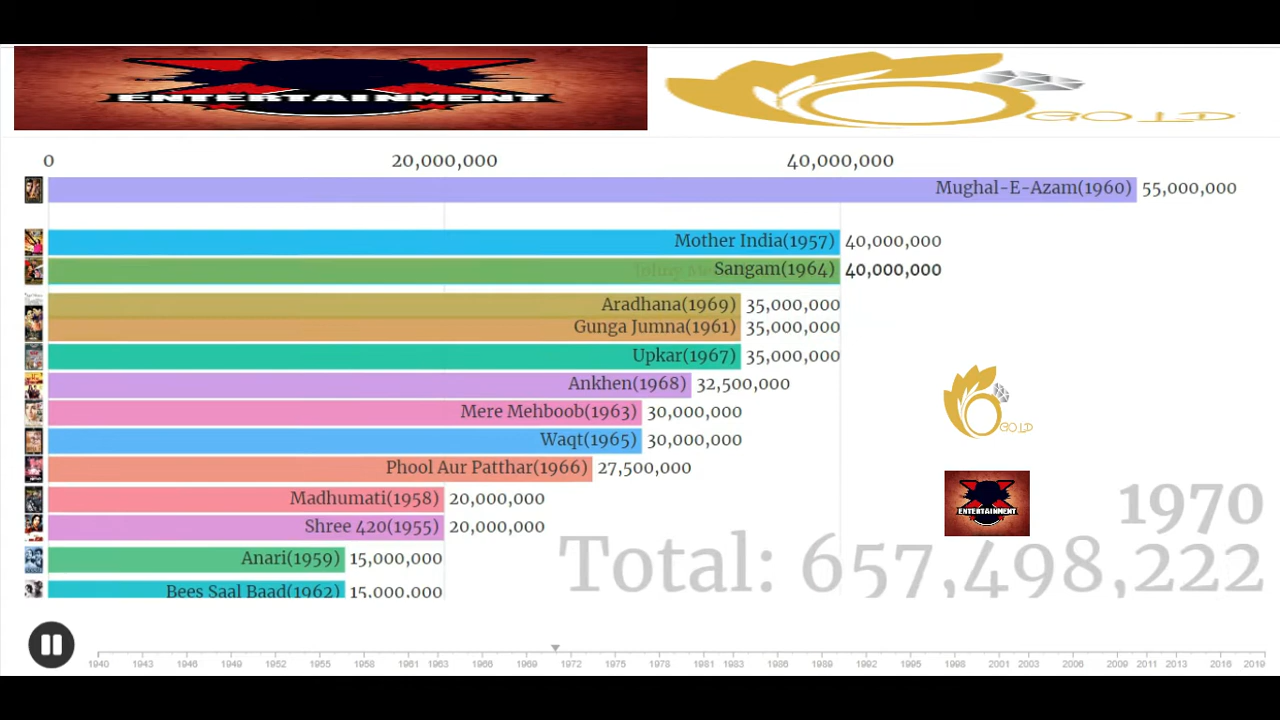 ENTERTAINMENT
GOLD
0 20,000,000 40,000,000
Mughal-E-Azam(1960) 55,000,000
Mother India(1957) 40,000,000
Sangam(1964) 40,000,000
Aradhana(1969) 35,000,000
Gunga Jumna(1961) 35,000,000
Upkar(1967) 35,000,000
Ankhen(1968) 32,500,000
Mere Mehboob(1963) 30,000,000
Waqt(1965) 30,000,000
Phool Aur Patthar(1966) 27,500,000
Madhumati(1958) 20,000,000
Shree 420(1955) 20,000,000
Anari(1959) 15,000,000
Bees Saal Baad(1962) 15,000,000
GOLD
ENTERTAINMENT
1970
Total: 657,498,222
1940 1943 1946 1949 1952 1955 1958 1961 1963 1966 1969 1972 1975 1978 1981 1983 1986 1989 1992 1995 1998 2001 2003 2006 2009 2011 2013 2016 2019